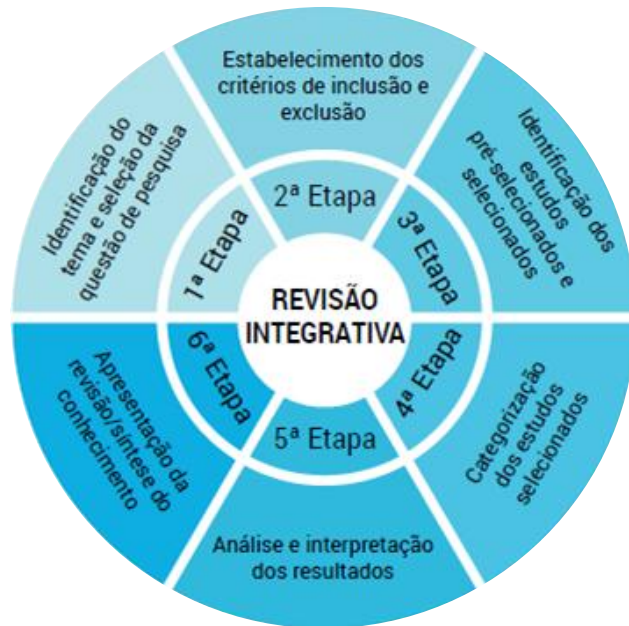 REVISÃO
INTEGRATIVA
1ª Etapa
Identificação do
tema e seleção da
questão de pesquisa
2ª Etapa
Estabelecimento dos
critérios de inclusão e
exclusão
3ª Etapa
Identificação dos
estudos
pré-selecionados e
selecionados
4ª Etapa
Categorização
dos estudos
selecionados
5ª Etapa
Análise e interpretação
dos resultados
6ª Etapa
Apresentação da
revisão/síntese do
conhecimento